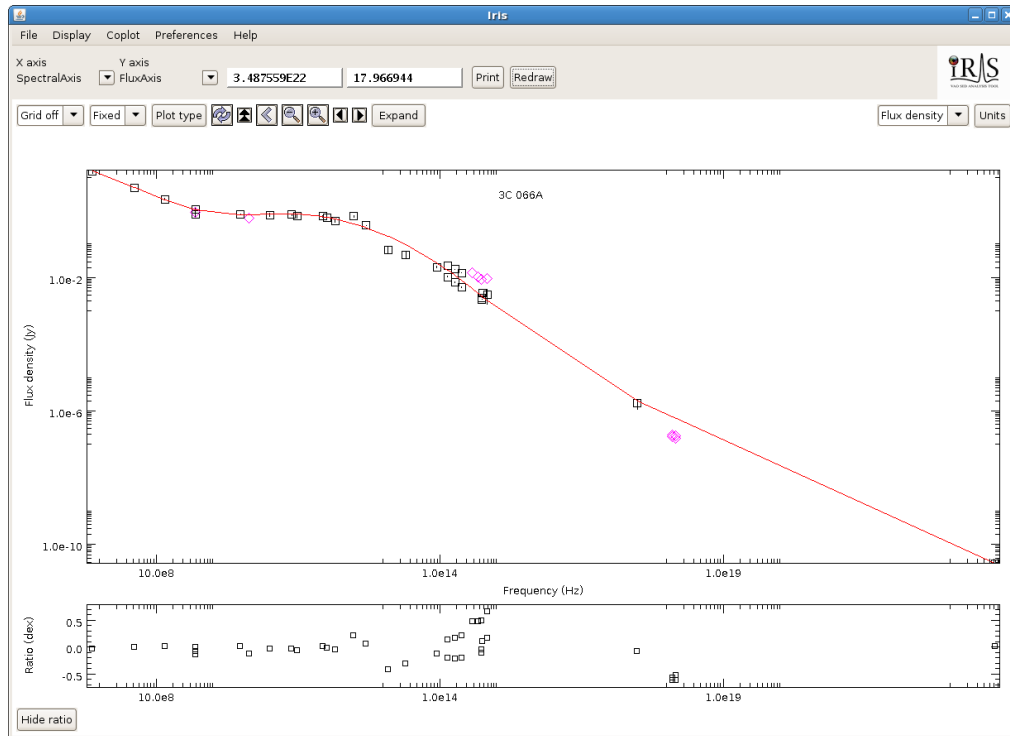 Iris
File Display Coplot Preferences Help
X axis Y axis
SpectralAxis FluxAxis 3.487559E22 17.966944 Print Redraw
iRIS
Grid off Fixed Plot type Expand Flux density Units
3C 066A
1.0e-2
1.0e-6
1.0e-10
Flux density (Jy)
10.0e8 1.0e14 1.0e19
Frequency (Hz)
0.5
0.0
-0.5
Ratio (dex)
10.0e8 1.0e14 1.0e19
Hide ratio